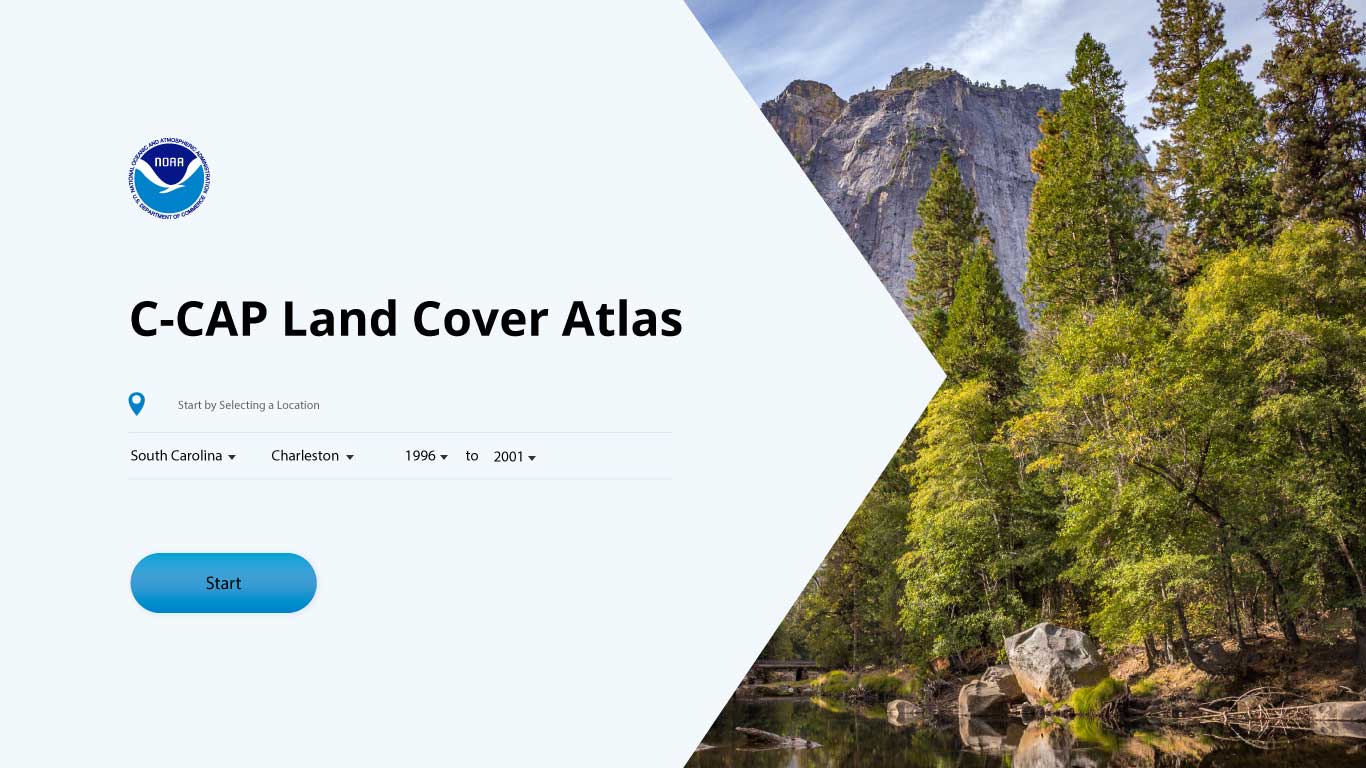 NATIONAL OCEANIC AND ATMOSPHERIC ADMINISTRATION
NOAA
U.S. DEPARTMENT OF COMMERCE
C-CAP Land Cover Atlas
Start by Selecting a Location
South Carolina Charleston 1996 to 2001
Start